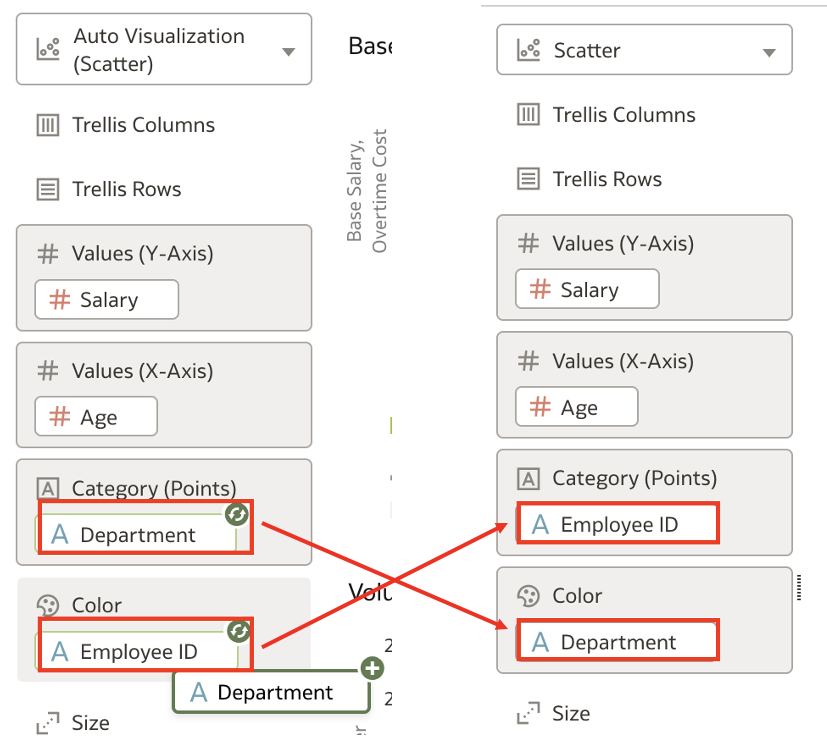 Auto Visualization
(Scatter)
Trellis Columns
Trellis Rows
# Values (Y-Axis)
# Salary
# Values (X-Axis)
# Age
A Category (Points)
A Department
Color
A Employee ID
A Department
Size
Base
Base Salary,
Overtime Cost
2
2
Scatter
Trellis Columns
Trellis Rows
# Values (Y-Axis)
# Salary
# Values (X-Axis)
# Age
A Category (Points)
A Employee ID
Color
A Department
Size